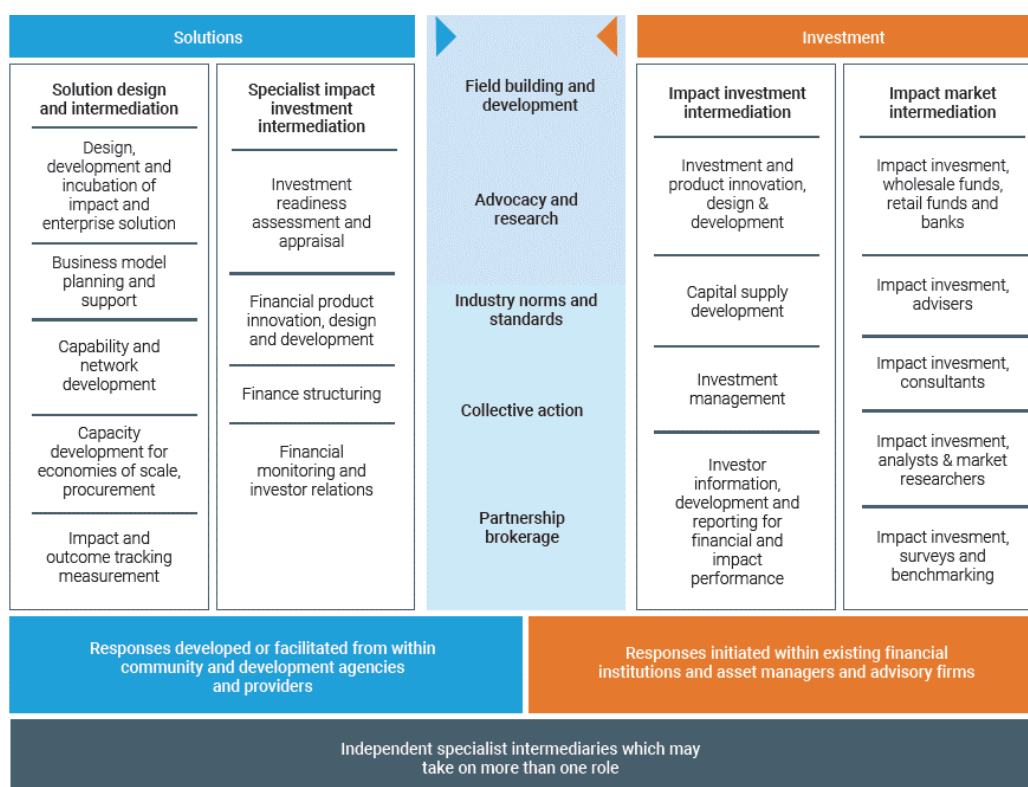 Solutions
Investment
Solution design
and intermediation
Design,
development and
incubation of
impact and
enterprise solution
Business model
planning and
support
Capability and
network
development
Capacity
development for
economies of scale,
procurement
Impact and
outcome tracking
measurement
Specialist impact
investment
intermediation
Investment
readiness
assessment and
appraisal
Financial product
innovation, design
and development
Finance structuring
Financial
monitoring and
investor relations
Field building and
development
Advocacy and
research
Industry norms and
standards
Collective action
Partnership
brokerage
Impact investment
intermediation
Investment and
product innovation,
design &
development
Capital supply
development
Investment
management
Investor
information,
development and
reporting for
financial and
impact
performance
Impact market
intermediation
Impact invesment,
wholesale funds,
retail funds and
banks
Impact invesment,
advisers
Impact invesment,
consultants
Impact invesment,
analysts & market
researchers
Impact invesment,
surveys and
benchmarking
Responses developed or facilitated from within
community and development agencies
and providers
Responses initiated within existing financial
institutions and asset managers and advisory firms
Independent specialist intermediaries which may
take on more than one role